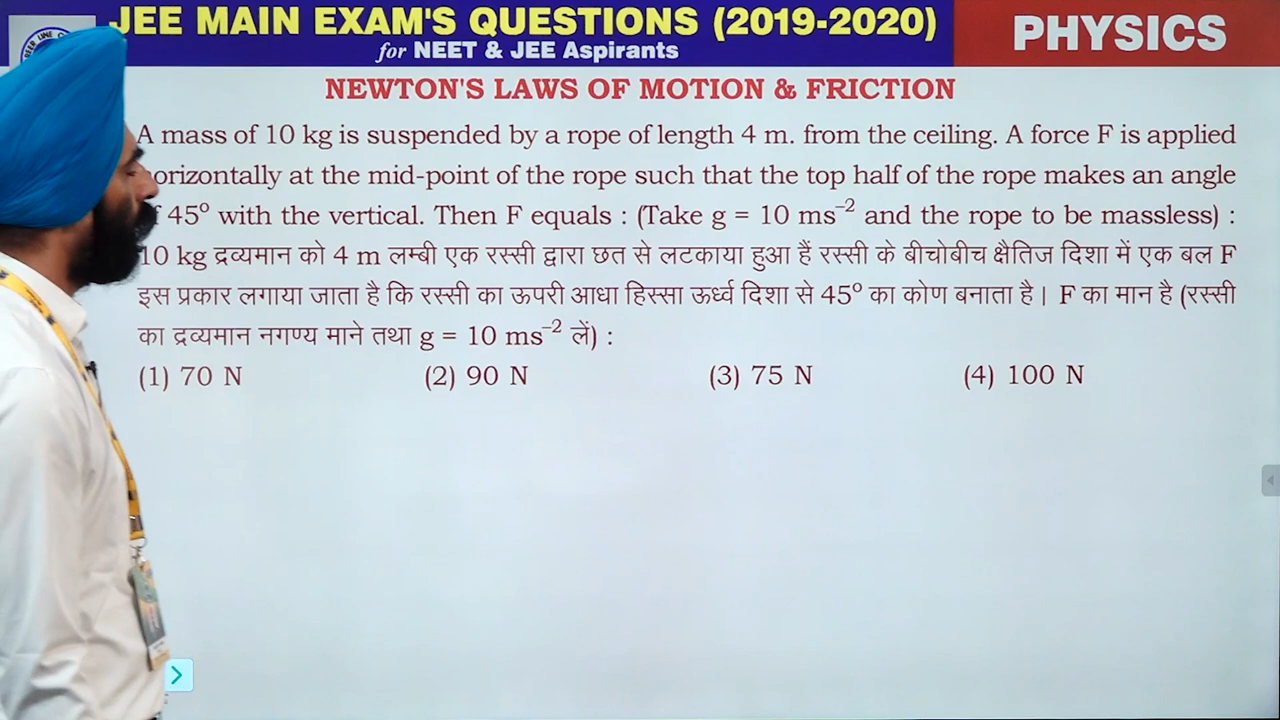 JEE MAIN EXAM'S QUESTIONS (2019-2020)
for NEET & JEE Aspirants
PHYSICS
NEWTON'S LAWS OF MOTION & FRICTION
A mass of 10 kg is suspended by a rope of length 4 m. from the ceiling. A force F is applied
at the mid-point of the rope such that the top half of the rope makes an angle
45º with the vertical. Then F equals : (Take g = 10 ms⁻² and the rope to be massless) :
10 kg द्रव्यमान को 4 m लम्बी एक रस्सी द्वारा छत से लटकाया हुआ हैं रस्सी के बीचोबीच क्षैतिज दिशा में एक बल F
इस प्रकार लगाया जाता है कि रस्सी का ऊपरी आधा हिस्सा ऊर्ध्व दिशा से 45º का कोण बनाता है। F का मान है (रस्सी
का द्रव्यमान नगण्य माने तथा g = 10 ms⁻² लें) :
(1) 70 N (2) 90 N (3) 75 N (4) 100 N